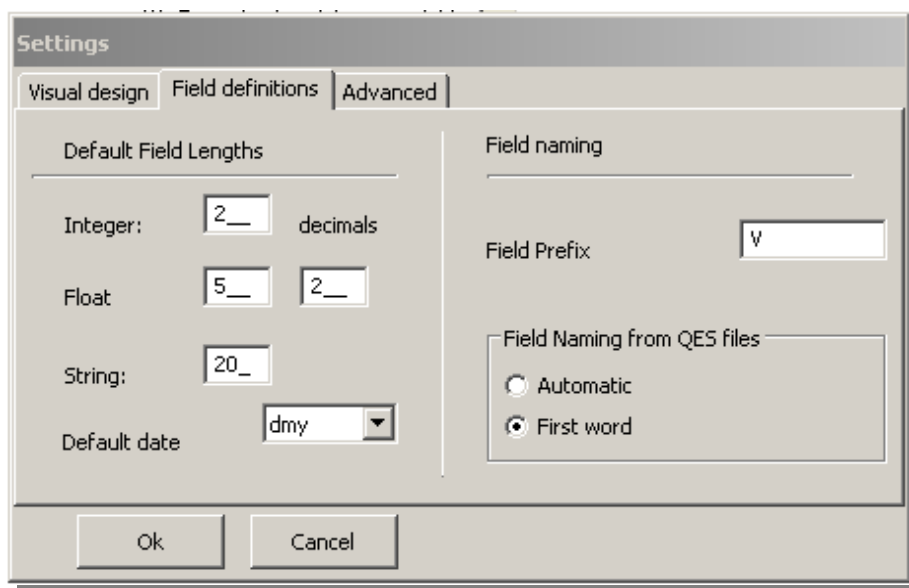 Settings
Visual design Field definitions Advanced
Default Field Lengths
Integer: 2__ decimals
Float 5__ 2__
String: 20_
Default date dmy
Field naming
Field Prefix V
Field Naming from QES files
Automatic
First word
Ok Cancel